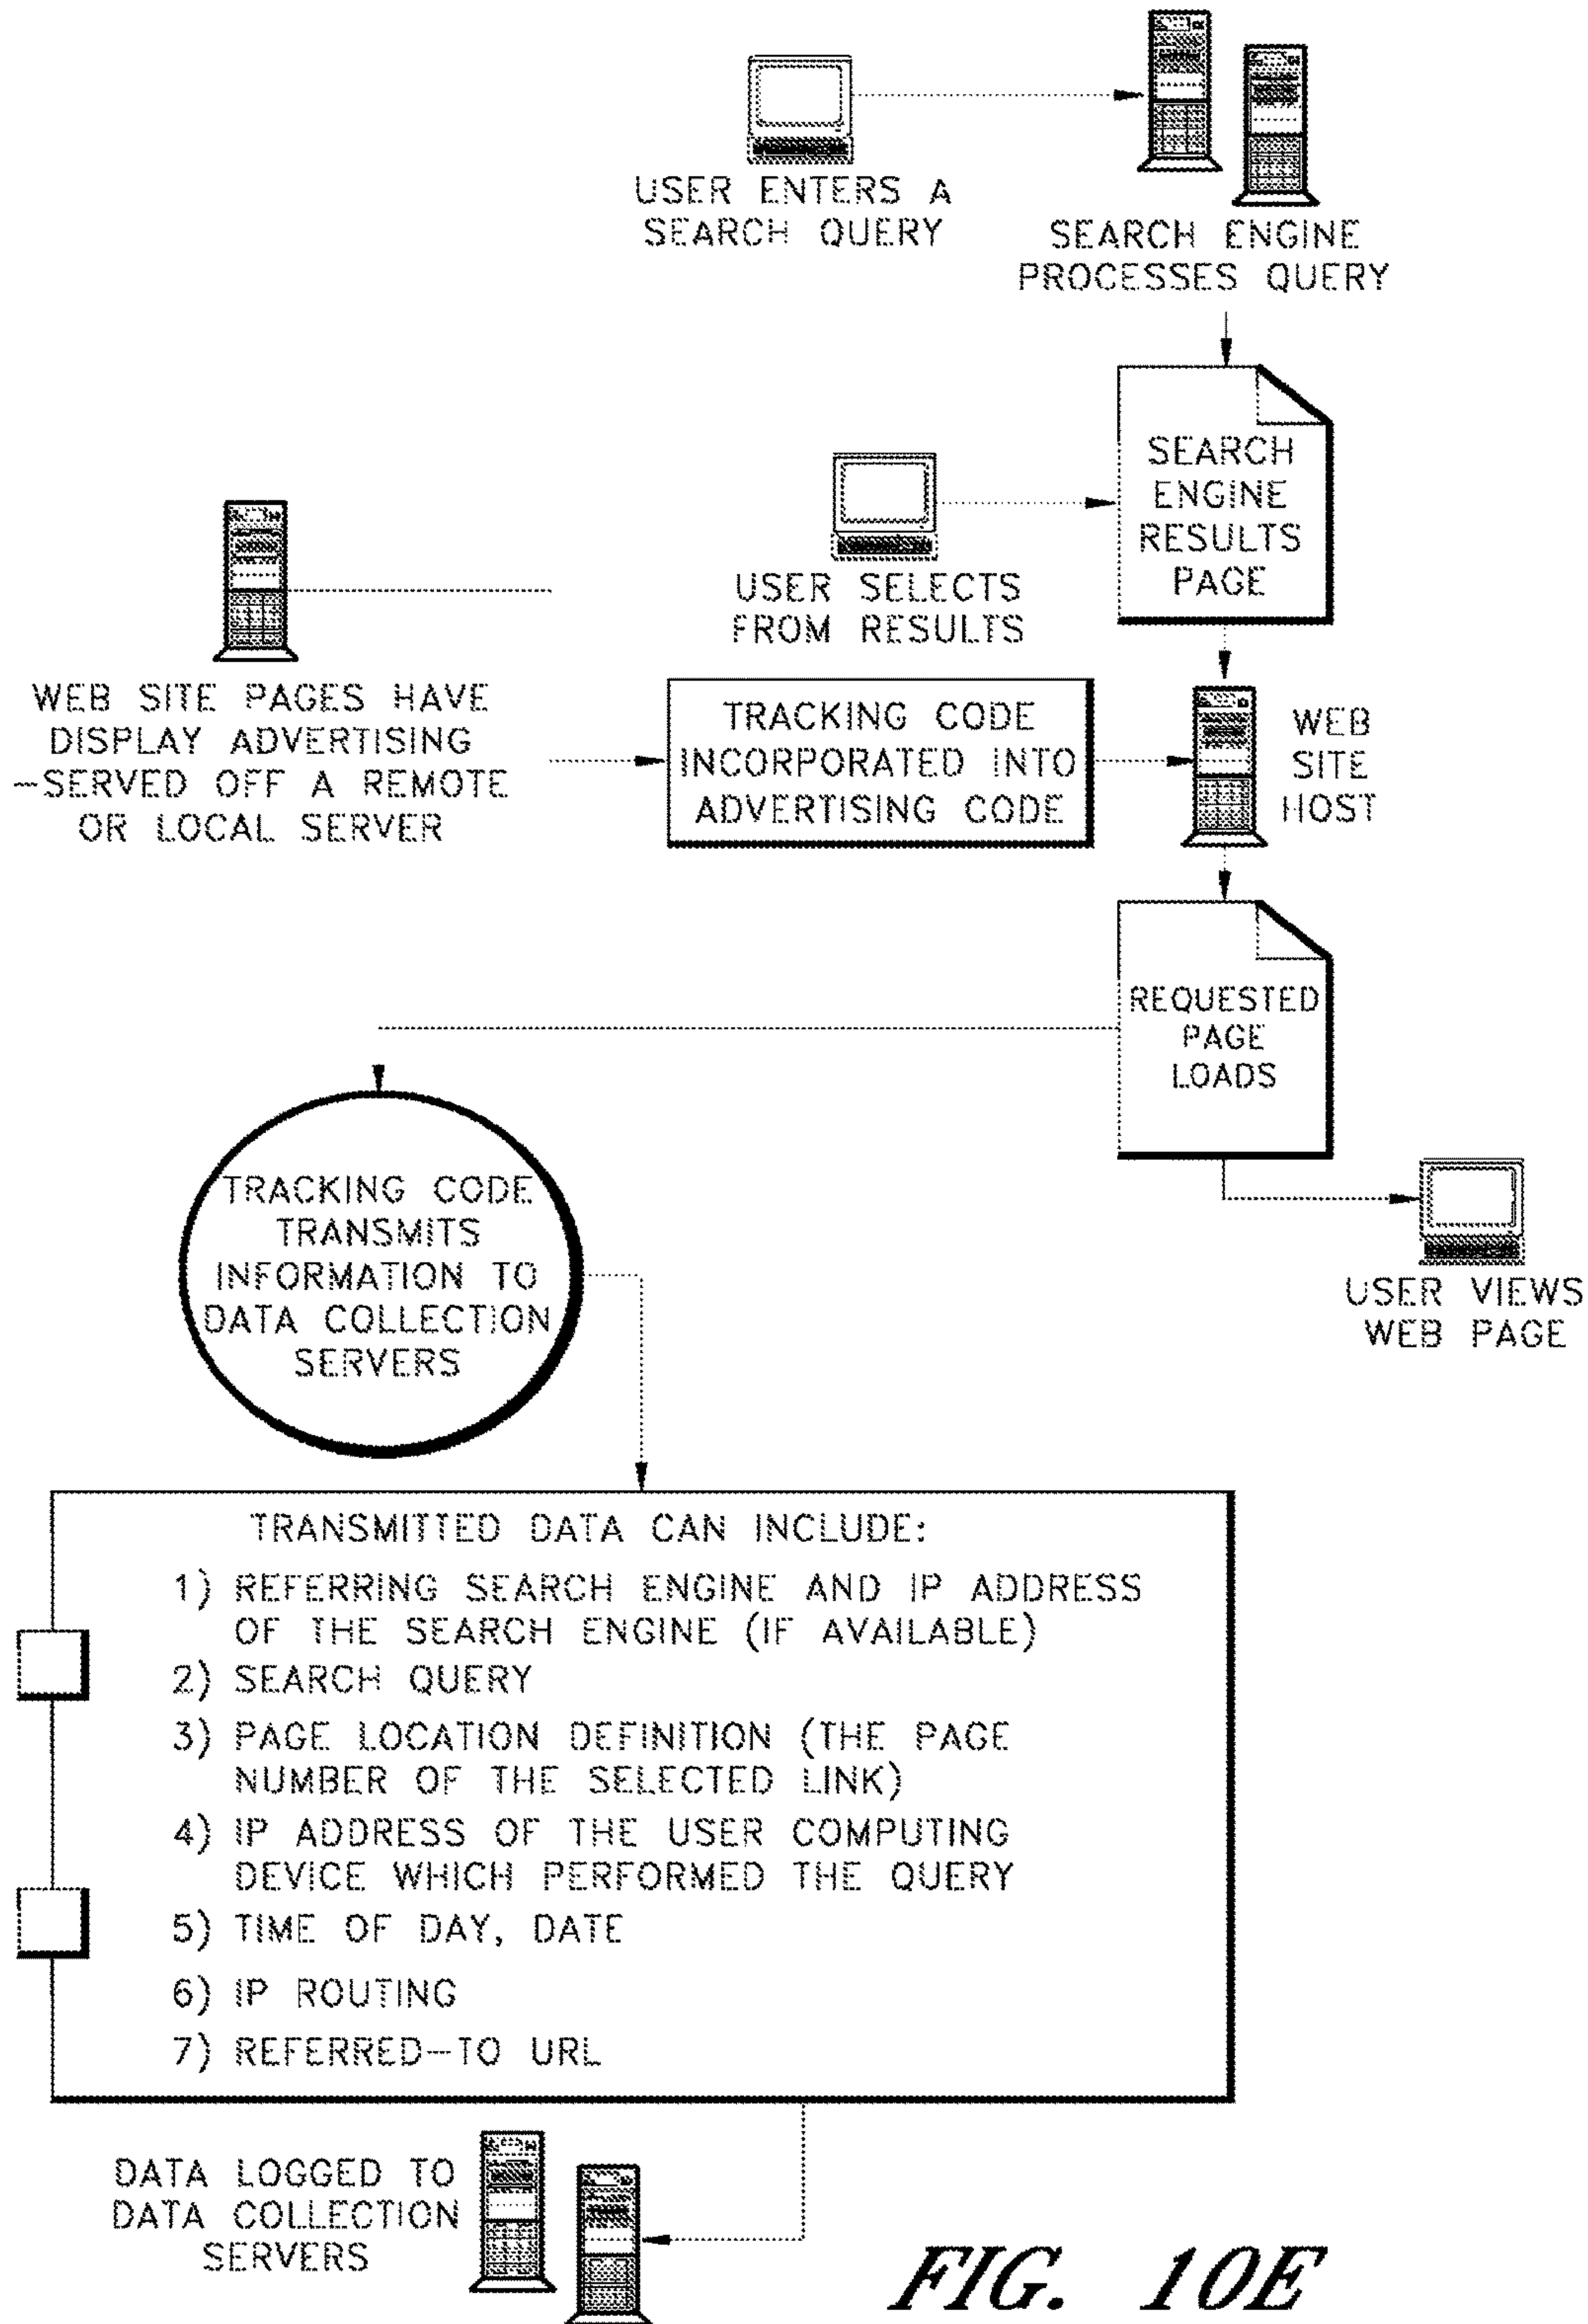 USER ENTERS A
SEARCH QUERY
SEARCH ENGINE
PROCESSES QUERY
SEARCH
ENGINE
RESULTS
PAGE
USER SELECTS
FROM RESULTS
WEB SITE PAGES HAVE
DISPLAY ADVERTISING
-SERVED OFF A REMOTE
OR LOCAL SERVER
TRACKING CODE
INCORPORATED INTO
ADVERTISING CODE
WEB
SITE
HOST
REQUESTED
PAGE
LOADS
TRACKING CODE
TRANSMITS
INFORMATION TO
DATA COLLECTION
SERVERS
USER VIEWS
WEB PAGE
TRANSMITTED DATA CAN INCLUDE:
1) REFERRING SEARCH ENGINE AND IP ADDRESS
OF THE SEARCH ENGINE (IF AVAILABLE)
2) SEARCH QUERY
3) PAGE LOCATION DEFINITION (THE PAGE
NUMBER OF THE SELECTED LINK)
4) IP ADDRESS OF THE USER COMPUTING
DEVICE WHICH PERFORMED THE QUERY
5) TIME OF DAY, DATE
6) IP ROUTING
7) REFERRED-TO URL
DATA LOGGED TO
DATA COLLECTION
SERVERS
FIG. 10E